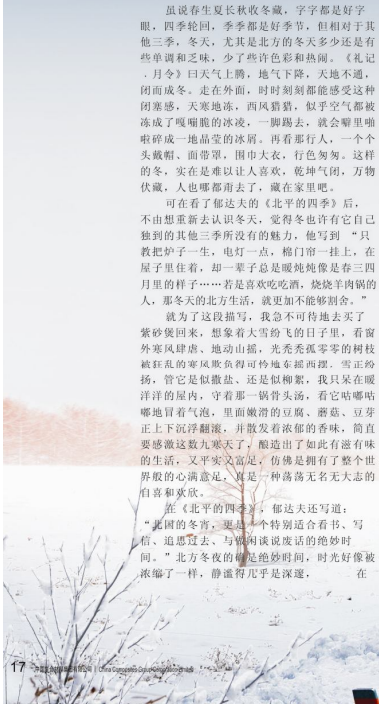 虽说春生夏长秋收冬藏，字字都是好字
眼，四季轮回，季季都是好季节，但相对于其
他三季，冬天，尤其是北方的冬天多少还是有
些单调和乏味，少了些许色彩和热闹。《礼记
．月令》曰天气上腾，地气下降，天地不通，
闭而成冬。走在外面，时时刻刻都能感受这种
闭塞感，天寒地冻，西风猎猎，似乎空气都被
冻成了嘎嘣脆的冰凌，一脚踢去，就会噼里啪
啦碎成一地晶莹的冰屑。再看那行人，一个个
头戴帽、面带罩，围巾大衣，行色匆匆。这样
的冬，实在是难以让人喜欢，乾坤气闭，万物
伏藏，人也哪都甭去了，藏在家里吧。
可在看了郁达夫的《北平的四季》后，
不由想重新去认识冬天，觉得冬也许有它自己
独到的其他三季所没有的魅力，他写到 “只
教把炉子一生，电灯一点，棉门帘一挂上，在
屋子里住着，却一辈子总是暖炖炖像是春三四
月里的样子……若是喜欢吃吃酒，烧烧羊肉锅的
人，那冬天的北方生活，就更加不能够割舍。”
就为了这段描写，我急不可待地去买了
紫砂煲回来，想象着大雪纷飞的日子里，看窗
外寒风肆虐、地动山摇，光秃秃孤零零的树枝
被狂乱的寒风欺负得可怜地东摇西摆，雪正纷
扬，管它是似撒盐、还是似柳絮，我只呆在暖
洋洋的屋内，守着那一锅骨头汤，看它咕嘟咕
嘟地冒着气泡，里面嫩滑的豆腐、蘑菇、豆芽
正上下沉浮翻滚，并散发着浓郁的香味，简直
要感激这数九寒天了，酿造出了如此有滋有味
的生活，又平实又富足，仿佛是拥有了整个世
界般的心满意足，真是一种荡荡无名无大志的
自喜和欢欣。
在《北平的四季》，郁达夫还写道：
“北国的冬宵，更是一个特别适合看书、写
信、追思过去、与做闲谈说废话的绝妙时
间。”北方冬夜的确是绝妙时间，时光好像被
浓缩了一样，静谧得几乎是深邃， 在
17